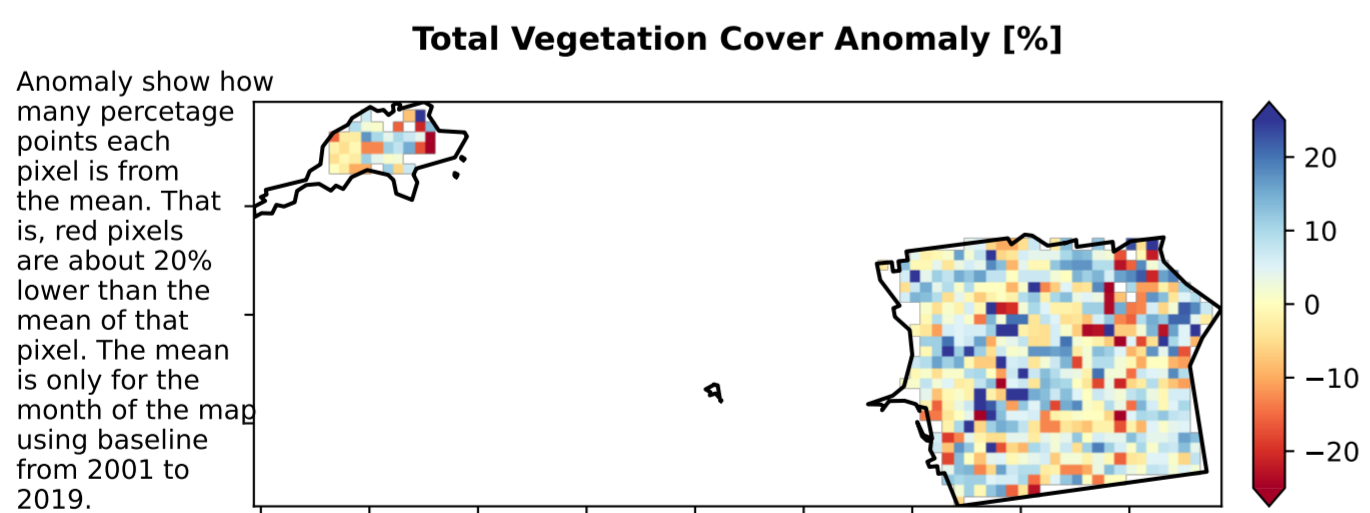 Total Vegetation Cover Anomaly [%]
Anomaly show how
many percetage
points each
pixel is from
the mean. That
is, red pixels
are about 20%
lower than the
mean of that
pixel. The mean
is only for the
month of the map
using baseline
from 2001 to
2019.
20
10
0
−10
−20